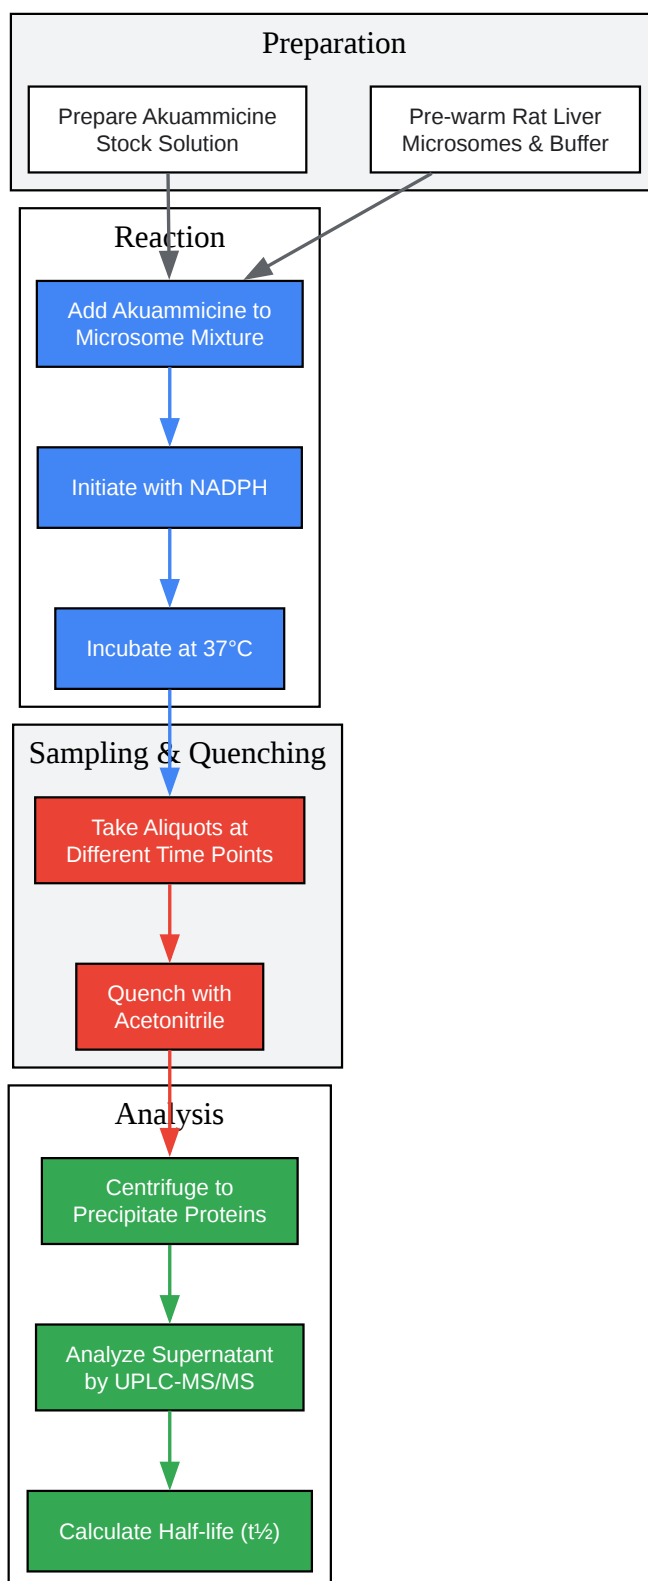 Preparation
Prepare Akuammicine
Stock Solution
Pre-warm Rat Liver
Microsomes & Buffer
Reaction
Add Akuammicine to
Microsome Mixture
Initiate with NADPH
Incubate at 37°C
Sampling & Quenching
Take Aliquots at
Different Time Points
Quench with
Acetonitrile
Analysis
Centrifuge to
Precipitate Proteins
Analyze Supernatant
by UPLC-MS/MS
Calculate Half-life (t½)